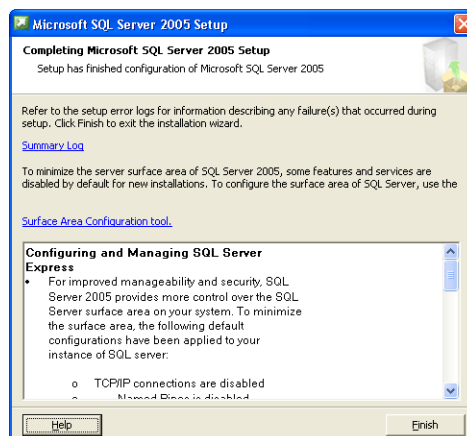 Microsoft SQL Server 2005 Setup
Completing Microsoft SQL Server 2005 Setup
Setup has finished configuration of Microsoft SQL Server 2005
Refer to the setup error logs for information describing any failure(s) that occurred during
setup. Click Finish to exit the installation wizard.
Summary Log
To minimize the server surface area of SQL Server 2005, some features and services are
disabled by default for new installations. To configure the surface area of SQL Server, use the
Surface Area Configuration tool.
Configuring and Managing SQL Server
Express
• For improved manageability and security, SQL
Server 2005 provides more control over the SQL
Server surface area on your system. To minimize
the surface area, the following default
configurations have been applied to your
instance of SQL server:
o TCP/IP connections are disabled
o Named Pipes is disabled
Help
Finish